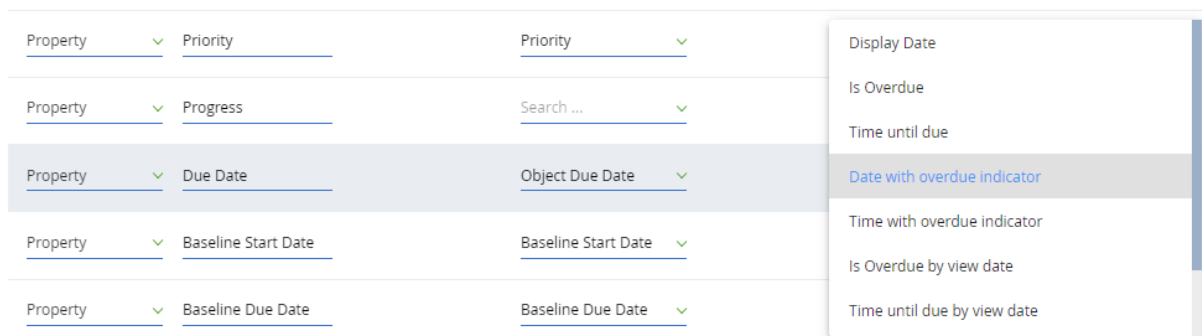 Property Priority Priority
Display Date
Is Overdue
Property Progress Search ...
Time until due
Property Due Date Object Due Date Date with overdue indicator
Time with overdue indicator
Property Baseline Start Date Baseline Start Date
Is Overdue by view date
Property Baseline Due Date Baseline Due Date Time until due by view date